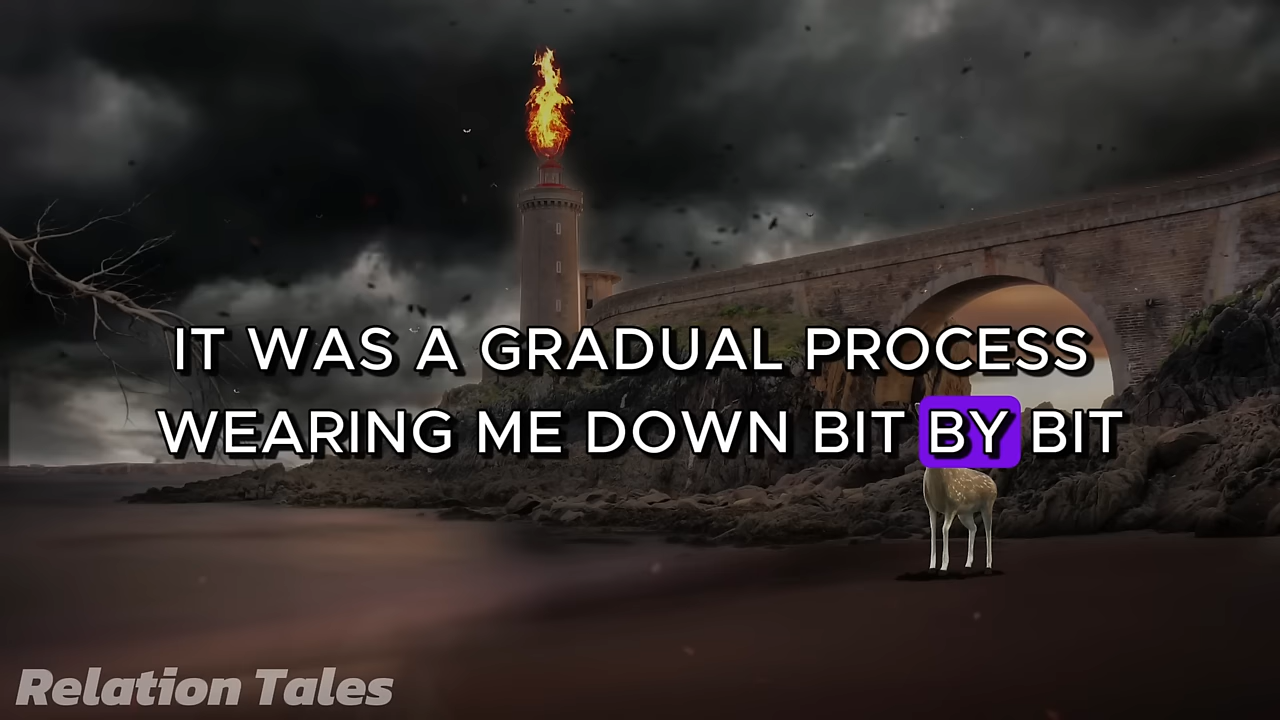 IT WAS A GRADUAL PROCESS
WEARING ME DOWN BIT BY BIT
Relation Tales